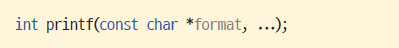 int printf(const char *format, ...);